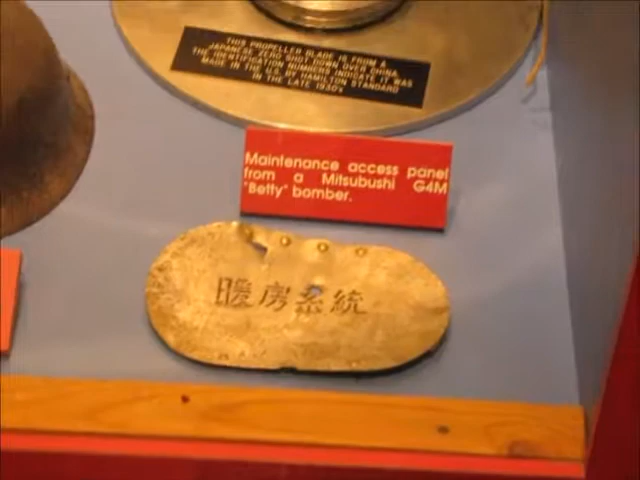 THIS PROPELLER BLADE IS FROM A
JAPANESE ZERO SHOT DOWN OVER CHINA.
THE IDENTIFICATION NUMBERS INDICATE IT WAS
MADE IN THE U.S. BY HAMILTON STANDARD
IN THE LATE 1930's
Maintenance access panel
from a Mitsubushi G4M
"Betty" bomber.
暖房系統